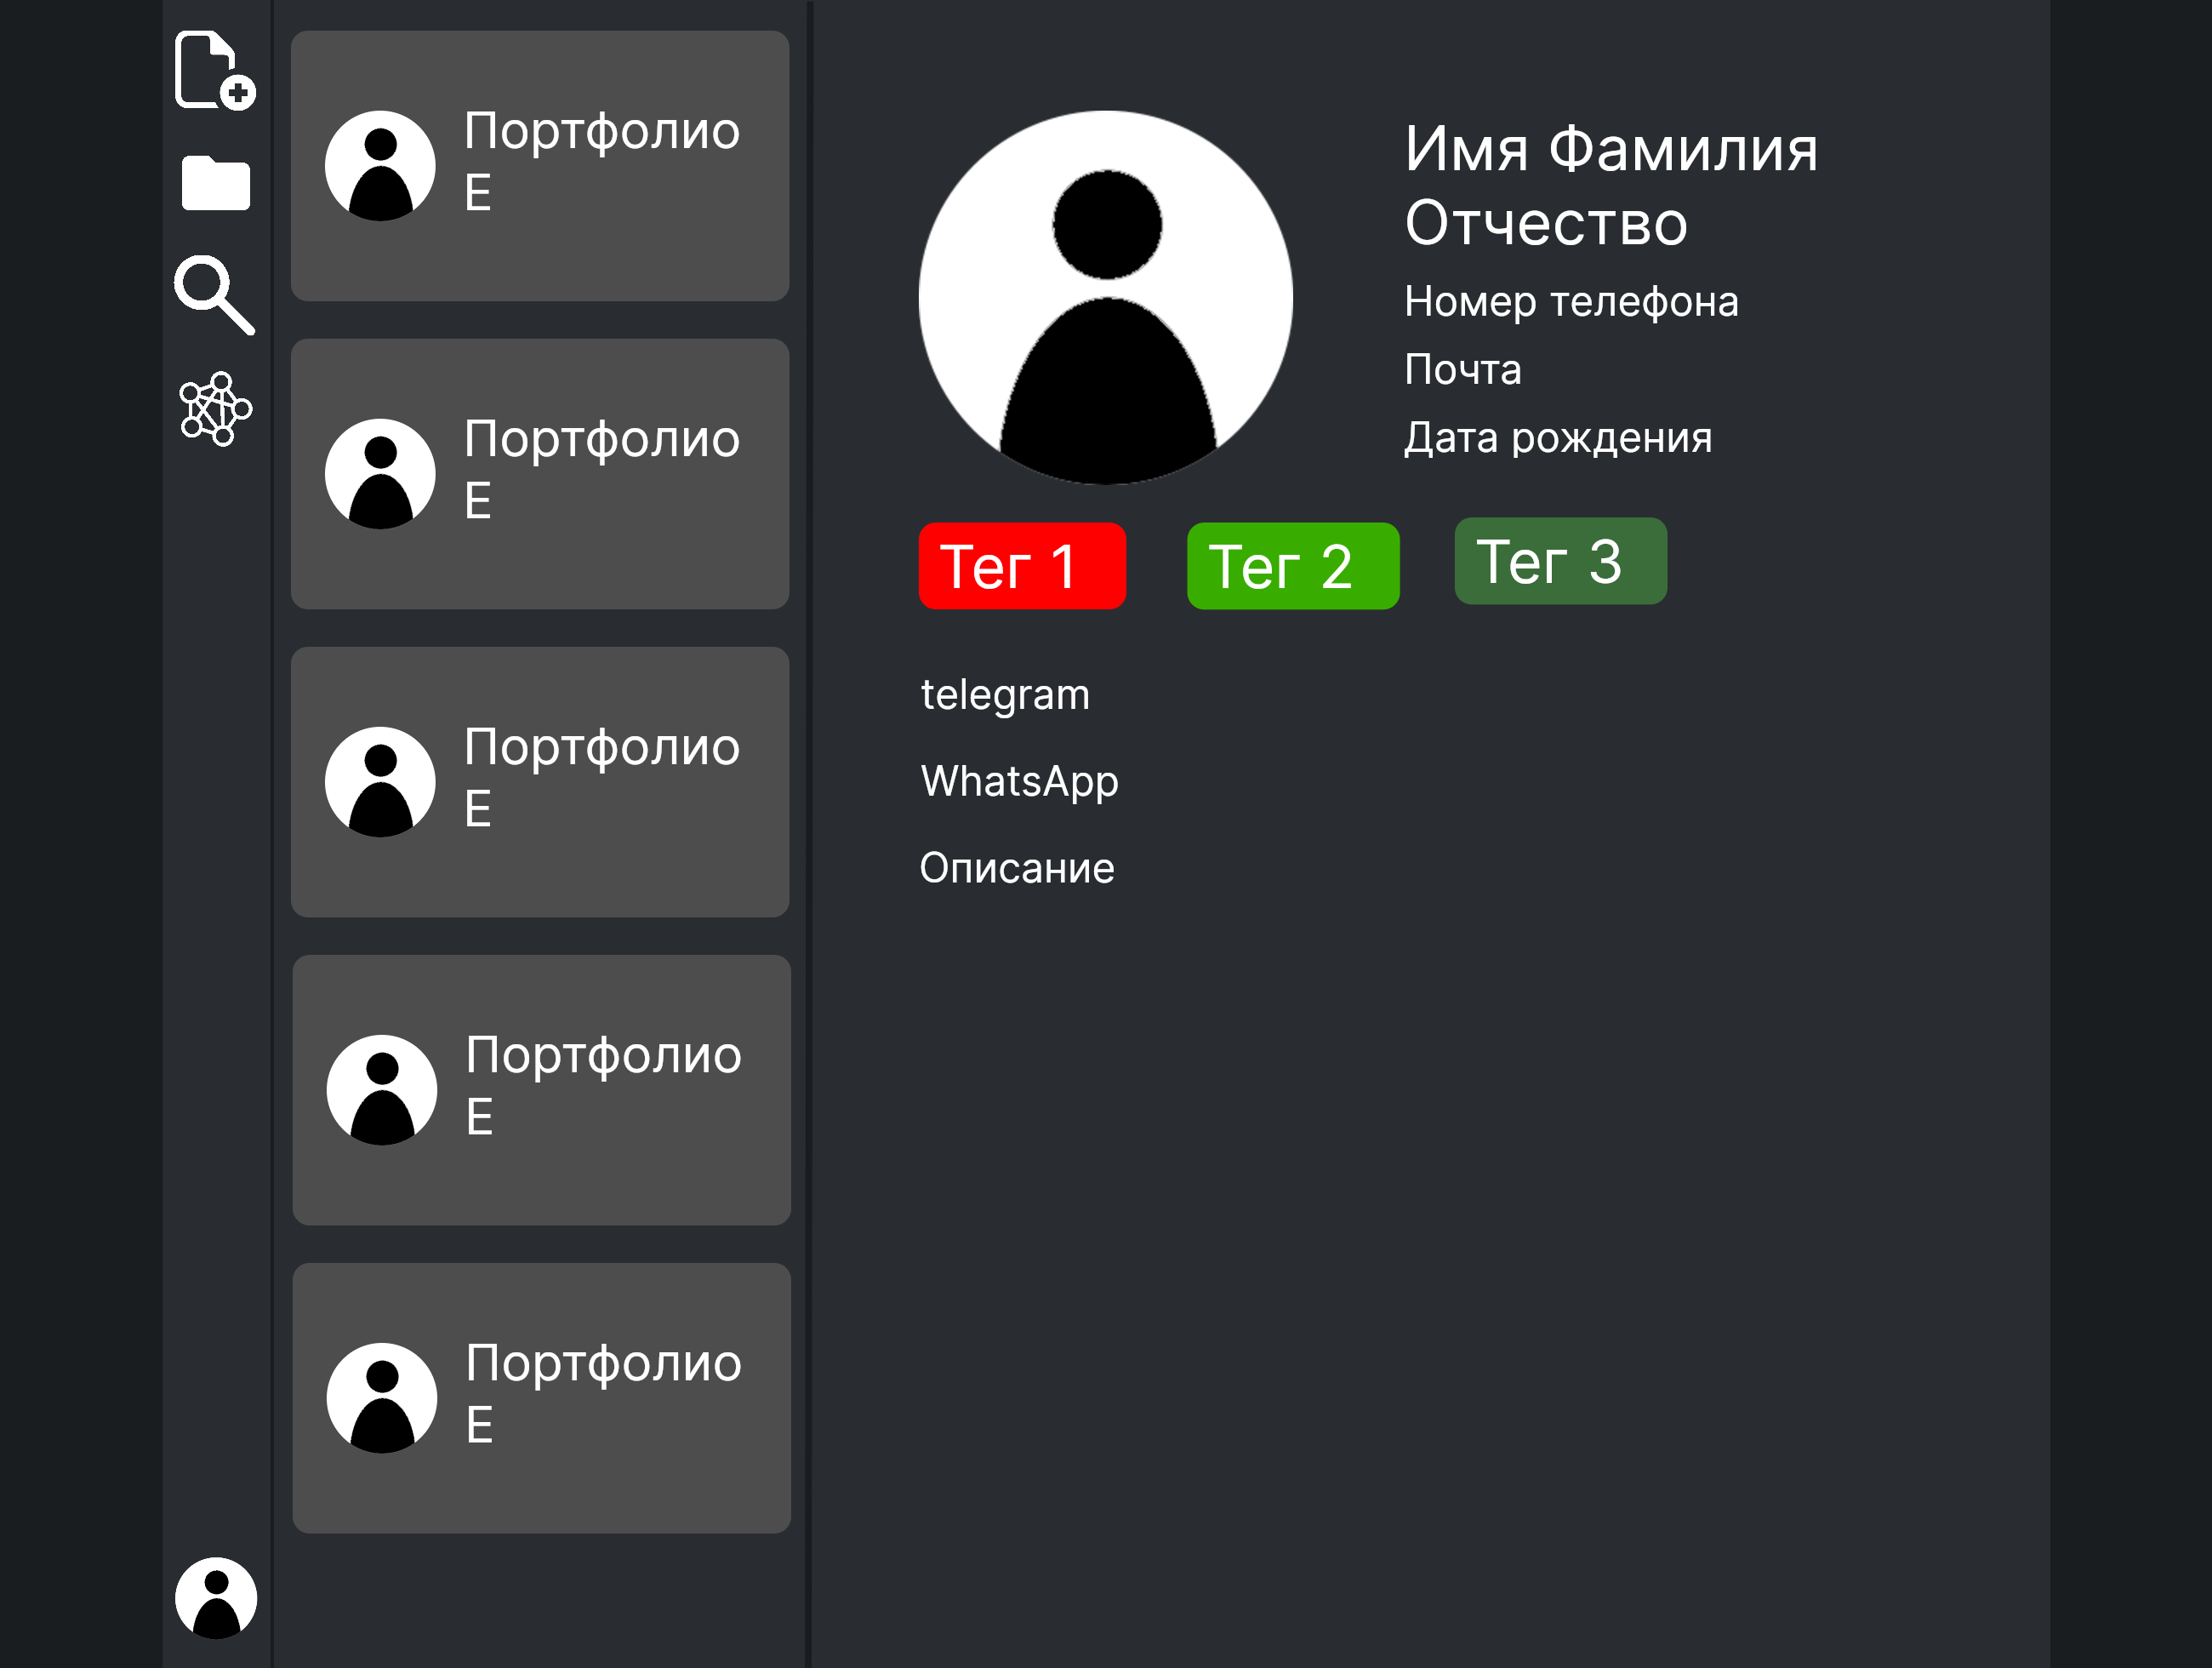 Портфолио
Е
Портфолио
Е
Портфолио
Е
Портфолио
Е
Портфолио
Е
Имя Фамилия
Отчество
Номер телефона
Почта
Дата рождения
Тег 1
Тег 2
Тег 3
telegram
WhatsApp
Описание